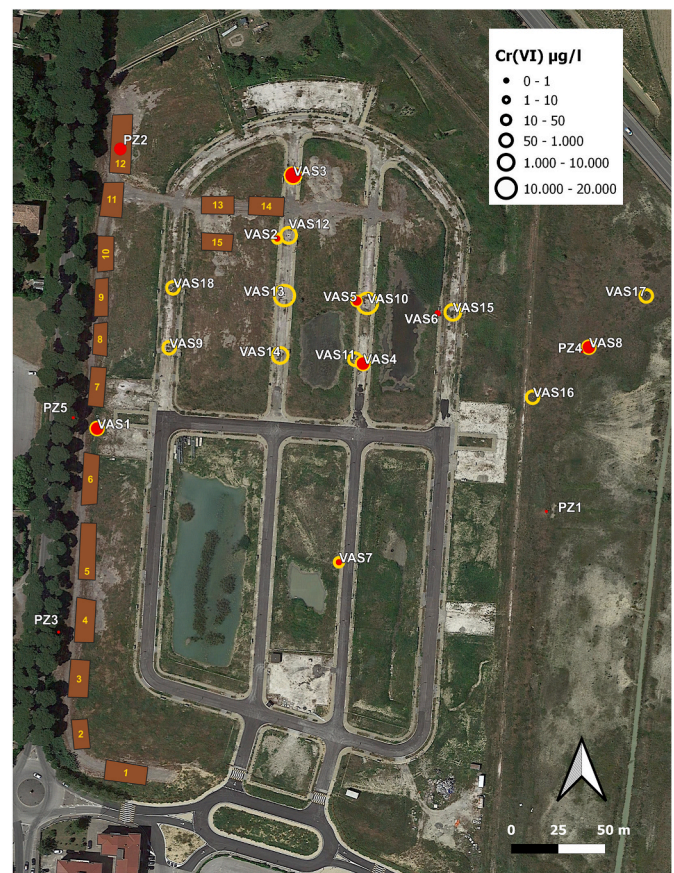 Cr(VI) µg/l
0 - 1
1 - 10
10 - 50
50 - 1.000
1.000 - 10.000
10.000 - 20.000
PZ2
12
VAS3
11
13
14
VAS12
VAS2
15
10
VAS18
VAS13
VAS17
9
VAS5
VAS10
VAS6
VAS15
8
VAS9
VAS14
VAS11
VAS4
PZ4
VAS8
7
VAS16
PZ5
VAS1
6
PZ1
VAS7
5
PZ3
4
3
2
1
0 25 50 m